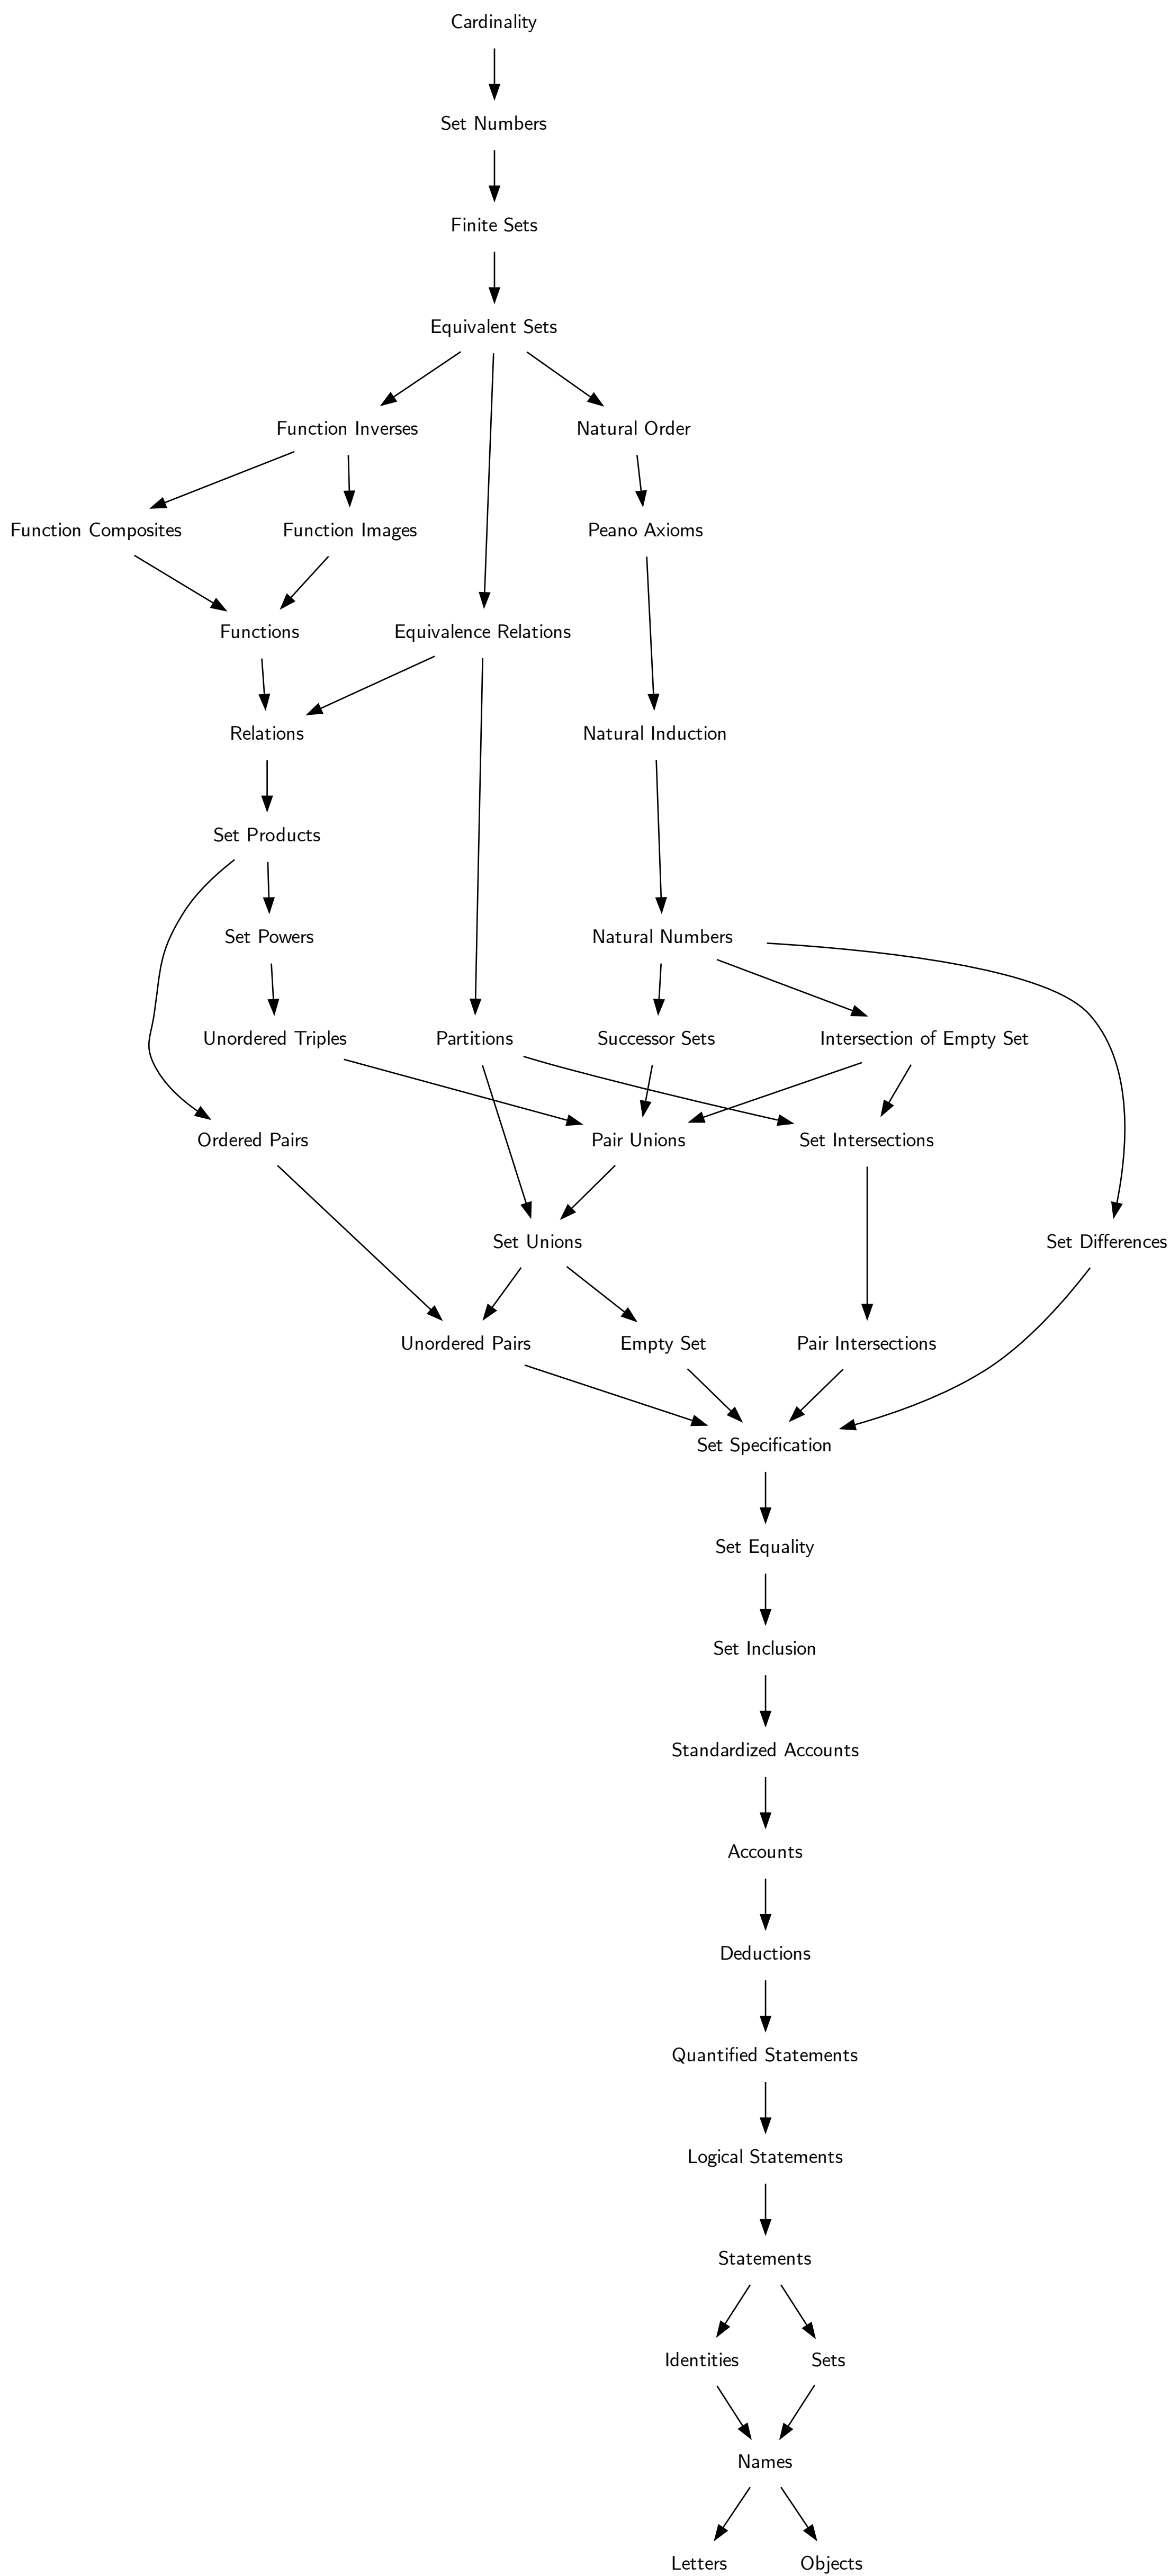 Cardinality
Set Numbers
Finite Sets
Equivalent Sets
Function Inverses
Natural Order
Function Composites
Function Images
Peano Axioms
Functions
Equivalence Relations
Relations
Natural Induction
Set Products
Set Powers
Natural Numbers
Unordered Triples
Partitions
Successor Sets
Intersection of Empty Set
Ordered Pairs
Pair Unions
Set Intersections
Set Unions
Set Differences
Unordered Pairs
Empty Set
Pair Intersections
Set Specification
Set Equality
Set Inclusion
Standardized Accounts
Accounts
Deductions
Quantified Statements
Logical Statements
Statements
Identities
Sets
Names
Letters
Objects